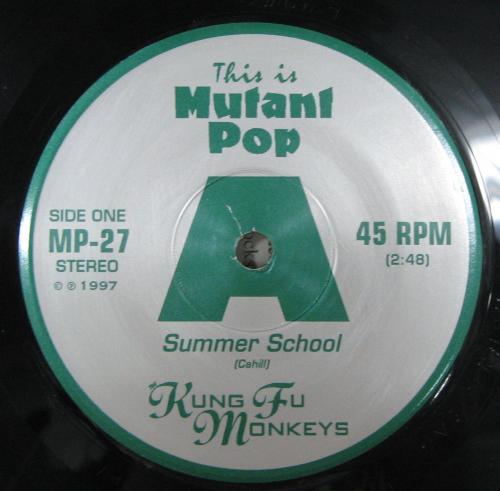 This is
Mutant
Pop
A
SIDE ONE
MP-27
STEREO
© ℗ 1997
45 RPM
(2:48)
Summer School
(Cahill)
Kung Fu
Monkeys